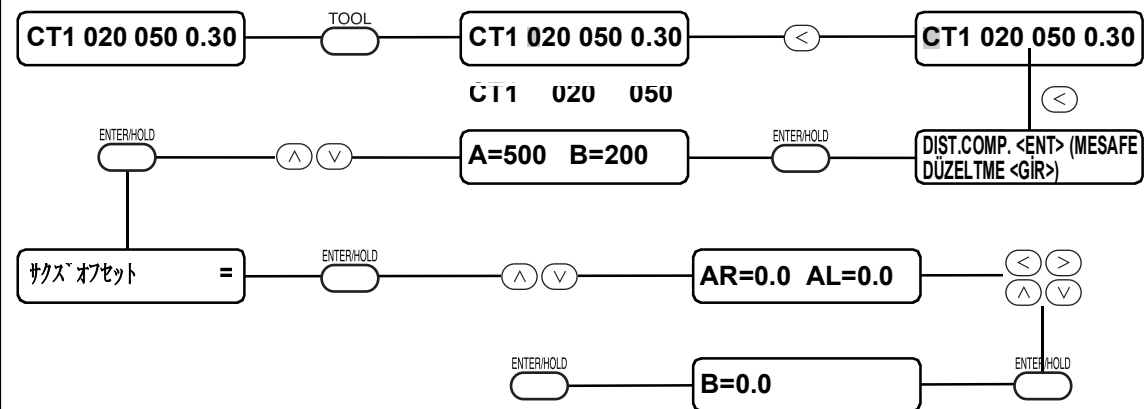 TOOL
CT1 020 050 0.30
CT1 020 050 0.30
<
CT1 020 050 0.30
CT1 020 050
<
ENTER/HOLD
∧ ∨
A=500 B=200
ENTER/HOLD
DIST.COMP. <ENT> (MESAFE
DÜZELTME <GİR>)
ｻｸｽﾞ ｵﾌｾｯﾄ =
ENTER/HOLD
∧ ∨
AR=0.0 AL=0.0
< >
∧ ∨
ENTER/HOLD
B=0.0
ENTER/HOLD